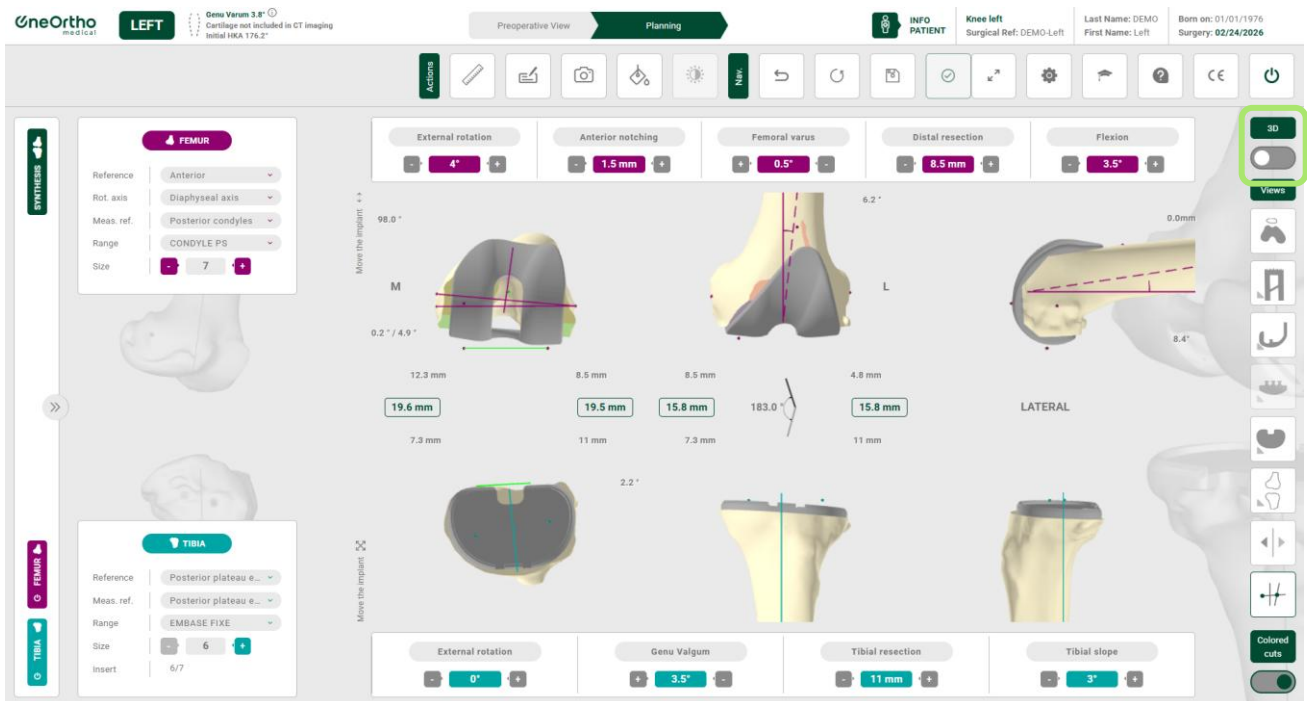 OneOrtho
medical
LEFT
Genu Varum 3.8° ⓘ
Cartilage not included in CT imaging
Initial HKA 176.2°
Preoperative View
Planning
INFO
PATIENT
Knee left
Surgical Ref: DEMO-Left
Last Name: DEMO
First Name: Left
Born on: 01/01/1976
Surgery: 02/24/2026
Actions
Nav.
CE
SYNTHESIS
FEMUR
Reference Anterior
Rot. axis Diaphyseal axis
Meas. ref. Posterior condyles
Range CONDYLE PS
Size - 7 +
External rotation
- 4° +
Anterior notching
- 1.5 mm +
Femoral varus
+ 0.5° -
Distal resection
- 8.5 mm +
Flexion
- 3.5° +
3D
Views
Move the implant
98.0 °
6.2 °
0.0mm
M
L
0.2 ° / 4.9 °
8.4°
12.3 mm 8.5 mm 8.5 mm 4.8 mm
19.6 mm 19.5 mm 15.8 mm 183.0 ° 15.8 mm LATERAL
7.3 mm 11 mm 7.3 mm 11 mm
2.2 °
Move the implant
FEMUR
TIBIA
TIBIA
Reference Posterior plateau e...
Meas. ref. Posterior plateau e...
Range EMBASE FIXE
Size - 6 +
Insert 6/7
External rotation
- 0° +
Genu Valgum
+ 3.5° -
Tibial resection
- 11 mm +
Tibial slope
- 3° +
Colored
cuts